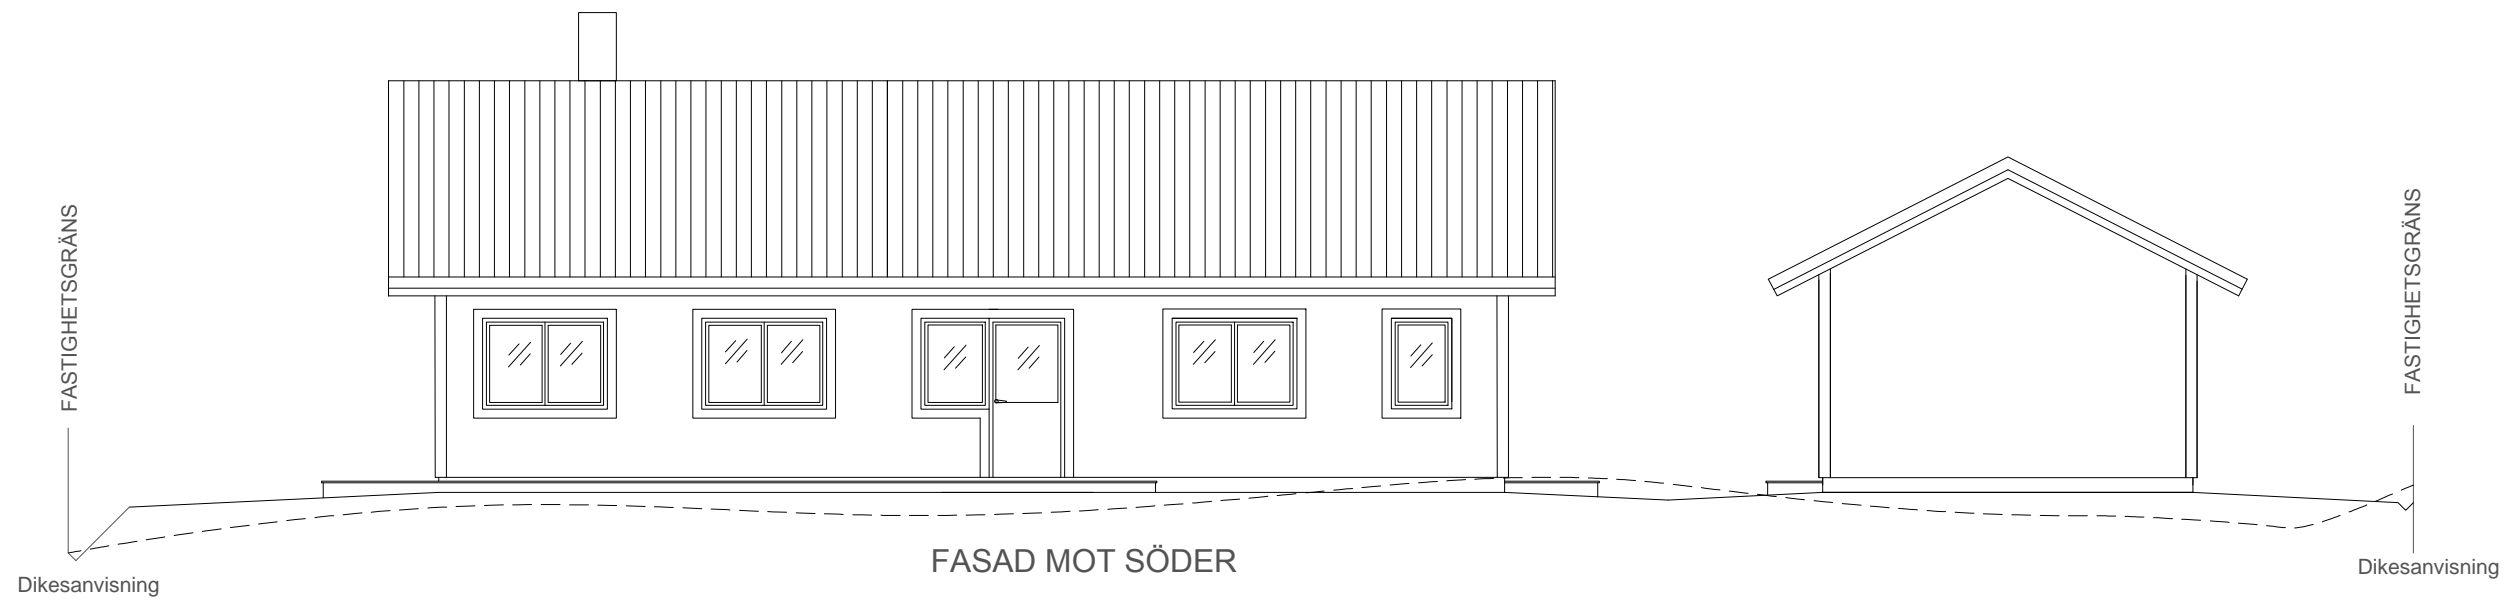 FASTIGHETSGRÄNS
FASTIGHETSGRÄNS
FASAD MOT SÖDER
Dikesanvisning
Dikesanvisning